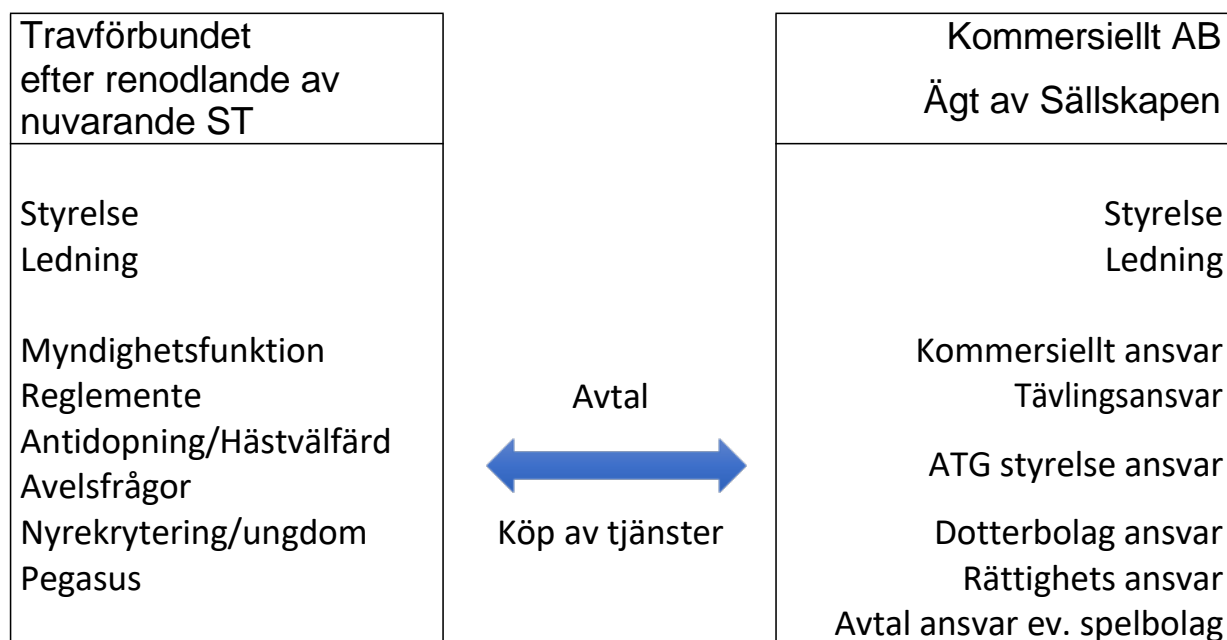 Travförbundet
efter renodlande av
nuvarande ST
Styrelse
Ledning
Myndighetsfunktion
Reglemente
Antidopning/Hästvälfärd
Avelsfrågor
Nyrekrytering/ungdom
Pegasus
Avtal
Köp av tjänster
Kommersiellt AB
Ägt av Sällskapen
Styrelse
Ledning
Kommersiellt ansvar
Tävlingsansvar
ATG styrelse ansvar
Dotterbolag ansvar
Rättighets ansvar
Avtal ansvar ev. spelbolag